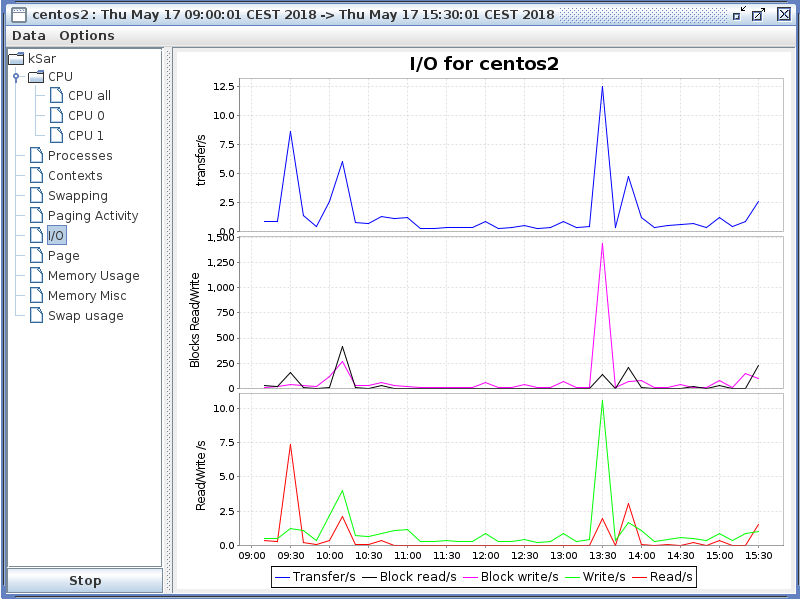 centos2 : Thu May 17 09:00:01 CEST 2018 -> Thu May 17 15:30:01 CEST 2018
Data Options
kSar
CPU
CPU all
CPU 0
CPU 1
Processes
Contexts
Swapping
Paging Activity
I/O
Page
Memory Usage
Memory Misc
Swap usage
Stop
I/O for centos2
transfer/s
12.5
10.0
7.5
5.0
2.5
0.0
Blocks Read/Write
1,500
1,250
1,000
750
500
250
0
Read/Write /s
10.0
7.5
5.0
2.5
0.0
09:00 09:30 10:00 10:30 11:00 11:30 12:00 12:30 13:00 13:30 14:00 14:30 15:00 15:30
Transfer/s Block read/s Block write/s Write/s Read/s